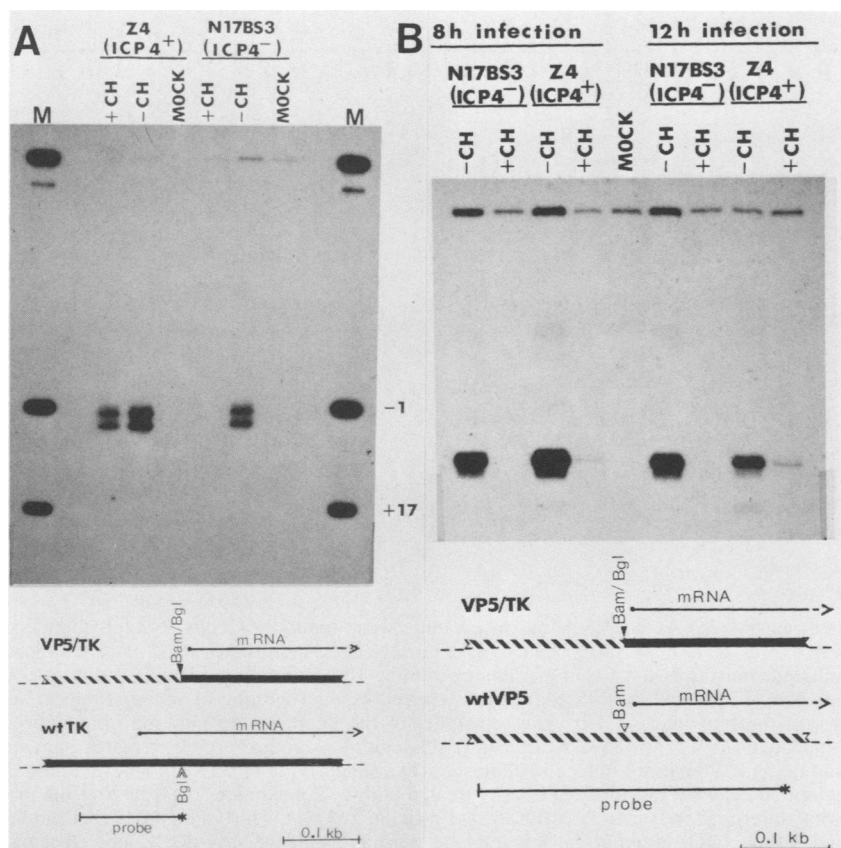 A
Z4
(ICP4+)
N17BS3
(ICP4−)
M
+ CH
− CH
MOCK
+ CH
− CH
MOCK
M
-1
+17
VP5/TK
Bam/Bgl
mRNA
wtTK
mRNA
Bgl
probe
*
0.1 kb
B
8h infection
12h infection
N17BS3
(ICP4−)
Z4
(ICP4+)
N17BS3
(ICP4−)
Z4
(ICP4+)
−CH
+CH
−CH
+CH
MOCK
−CH
+CH
−CH
+CH
VP5/TK
Bam/Bgl
mRNA
wtVP5
Bam
mRNA
probe
*
0.1 kb